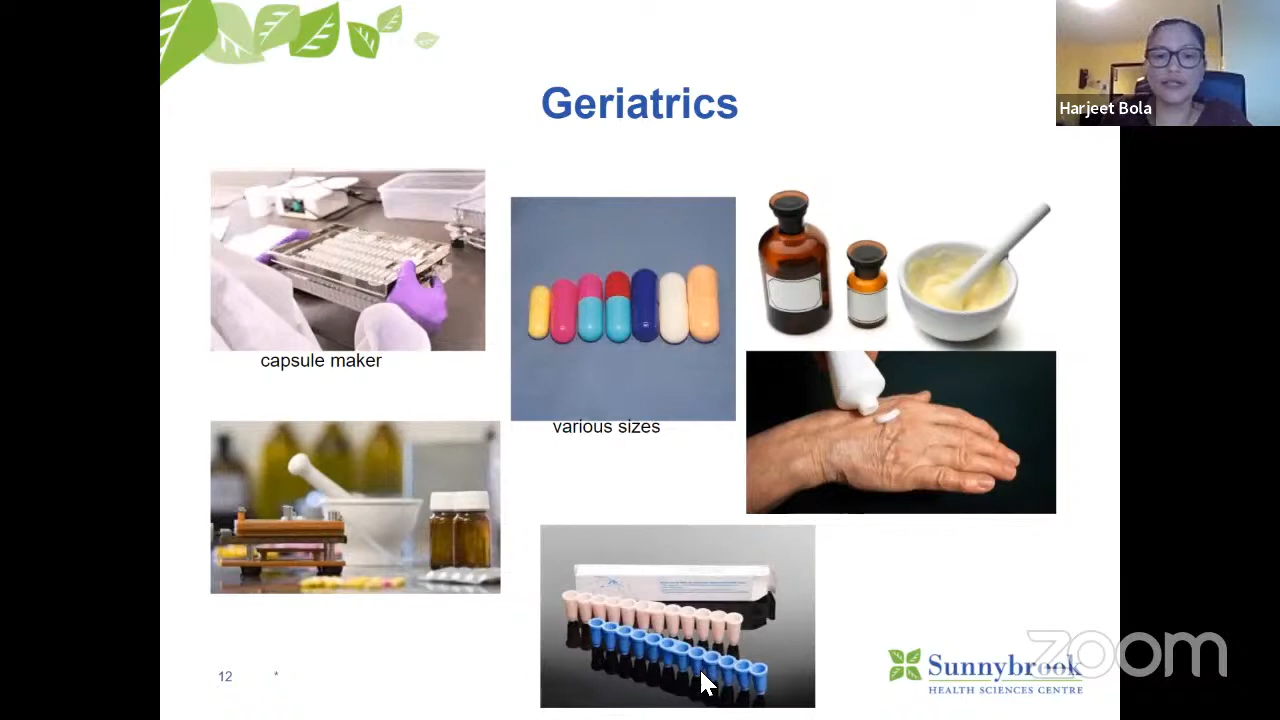 Geriatrics
Harjeet Bola
capsule maker
various sizes
12
*
zoom
Sunnybrook
HEALTH SCIENCES CENTRE